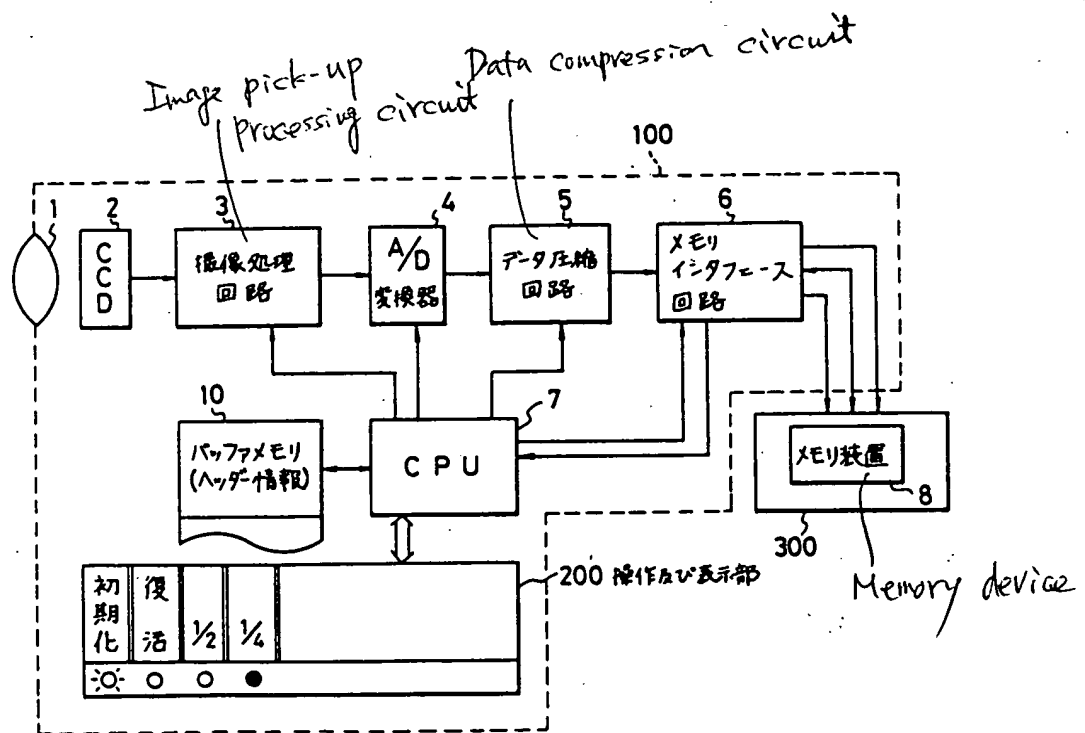 Image pick-up
processing circuit
Data compression circuit
100
1
2
3
4
5
6
CCD
撮像処理
回路
A/D
変換器
データ圧縮
回路
メモリ
インタフェース
回路
10
7
バッファメモリ
(ヘッダー情報)
CPU
メモリ装置
8
300
200 操作及び表示部
Memory device
初期化
復活
1/2
1/4